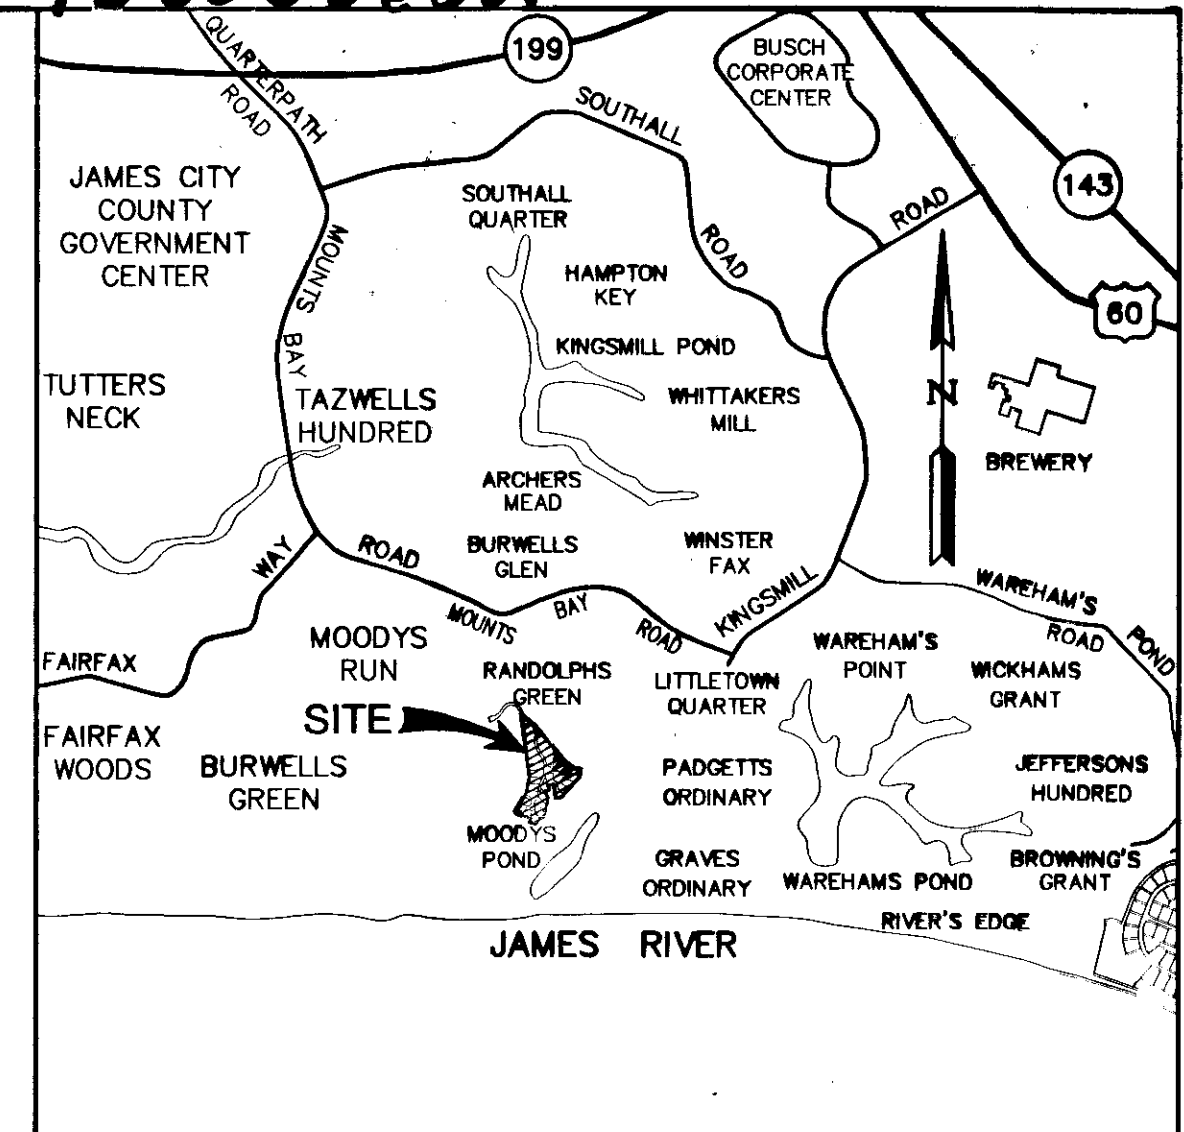 QUARTERPATH
ROAD
199
BUSCH
CORPORATE
CENTER
SOUTHALL
ROAD
143
JAMES CITY
COUNTY
GOVERNMENT
CENTER
SOUTHALL
QUARTER
ROAD
MOUNTS
BAY
HAMPTON
KEY
60
KINGSMILL POND
TUTTERS
NECK
TAZWELLS
HUNDRED
WHITTAKERS
MILL
N
BREWERY
ARCHERS
MEAD
WAY
ROAD
BURWELLS
GLEN
WINSTER
FAX
KINGSMILL
WAREHAM'S
ROAD
POND
MOUNTS
BAY
ROAD
FAIRFAX
MOODYS
RUN
RANDOLPHS
GREEN
LITTLETOWN
QUARTER
WAREHAM'S
POINT
WICKHAMS
GRANT
SITE
FAIRFAX
WOODS
BURWELLS
GREEN
PADGETTS
ORDINARY
JEFFERSONS
HUNDRED
MOODYS
POND
GRAVES
ORDINARY
WAREHAMS POND
BROWNING'S
GRANT
RIVER'S EDGE
JAMES RIVER